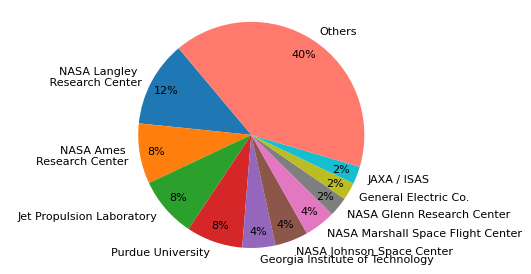 Others
40%
NASA Langley
Research Center
12%
NASA Ames
Research Center
8%
Jet Propulsion Laboratory
8%
Purdue University
8%
Georgia Institute of Technology
4%
NASA Johnson Space Center
4%
NASA Marshall Space Flight Center
4%
NASA Glenn Research Center
2%
General Electric Co.
2%
JAXA / ISAS
2%